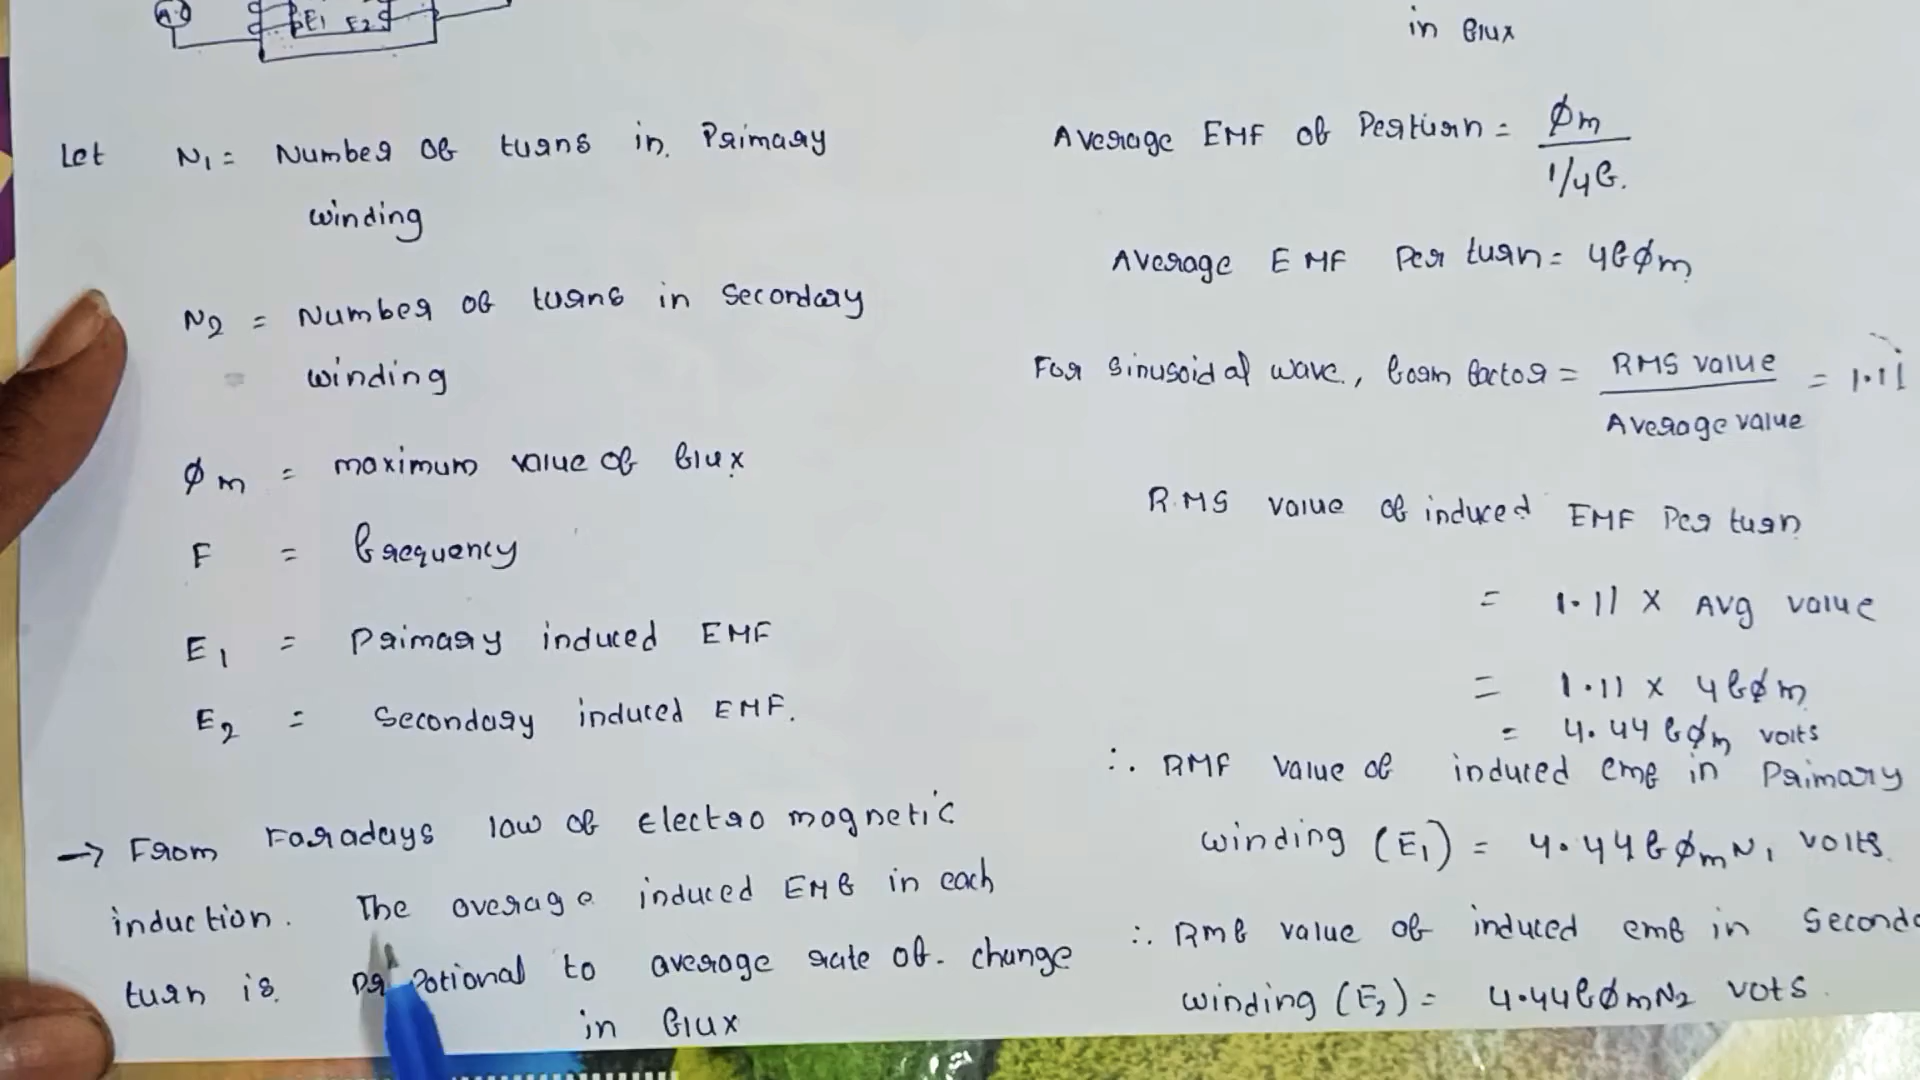 E1 E2
Let N1 = Number of turns in Primary
winding
N2 = Number of turns in Secondary
winding
Φm = maximum value of flux
F = frequency
E1 = Primary induced EMF
E2 = Secondary induced EMF.
→ From Faradays law of electro magnetic
induction. The average induced EMf in each
turn is. to average rate of. change
in flux
in flux
Average EMF of Perturn = Φm
1/4f.
Average EMF Per turn = 4fΦm
For Sinusoidal wave, form factor = RMS value = 1.11
Average value
RMS value of induced EMF Per turn
= 1.11 x Avg value
= 1.11 x 4fΦm
= 4.44fΦm volts
∴ RMF value of induced emf in Primary
winding (E1) = 4.44fΦmN1 volts.
∴ Rmf value of induced emf in Second
winding (E2) = 4.44fΦmN2 vots.